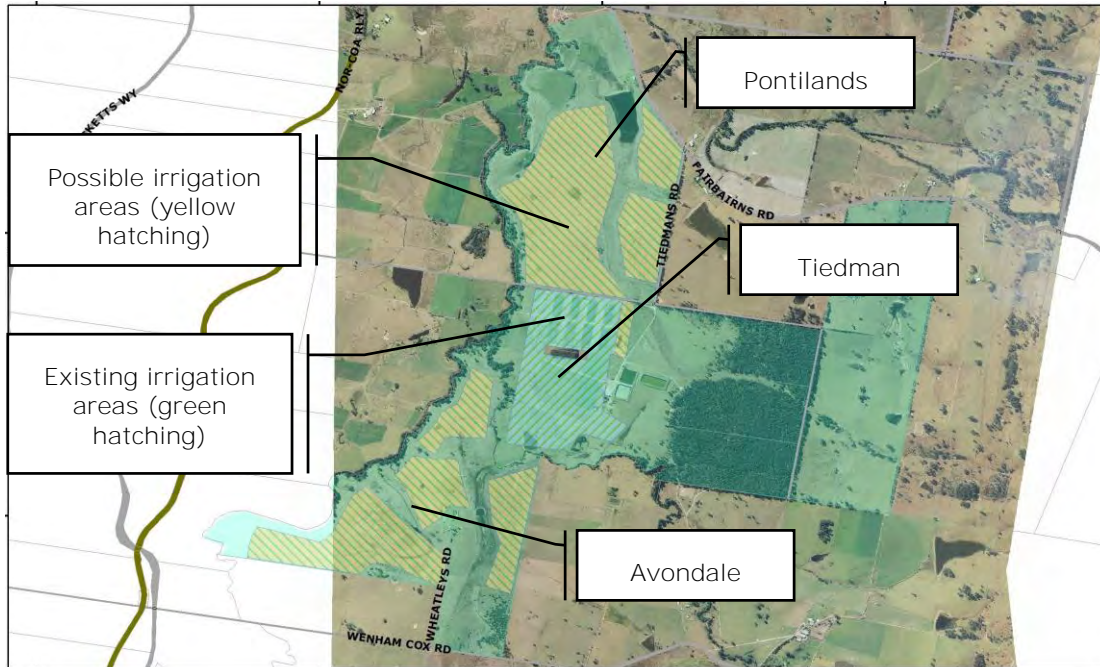 KETTS WY
NOR-COA RLY
Pontilands
Possible irrigation
areas (yellow
hatching)
FAIRBAIRNS RD
TIEDMANS RD
Tiedman
Existing irrigation
areas (green
hatching)
Avondale
WHEATLEYS RD
WENHAM COX RD